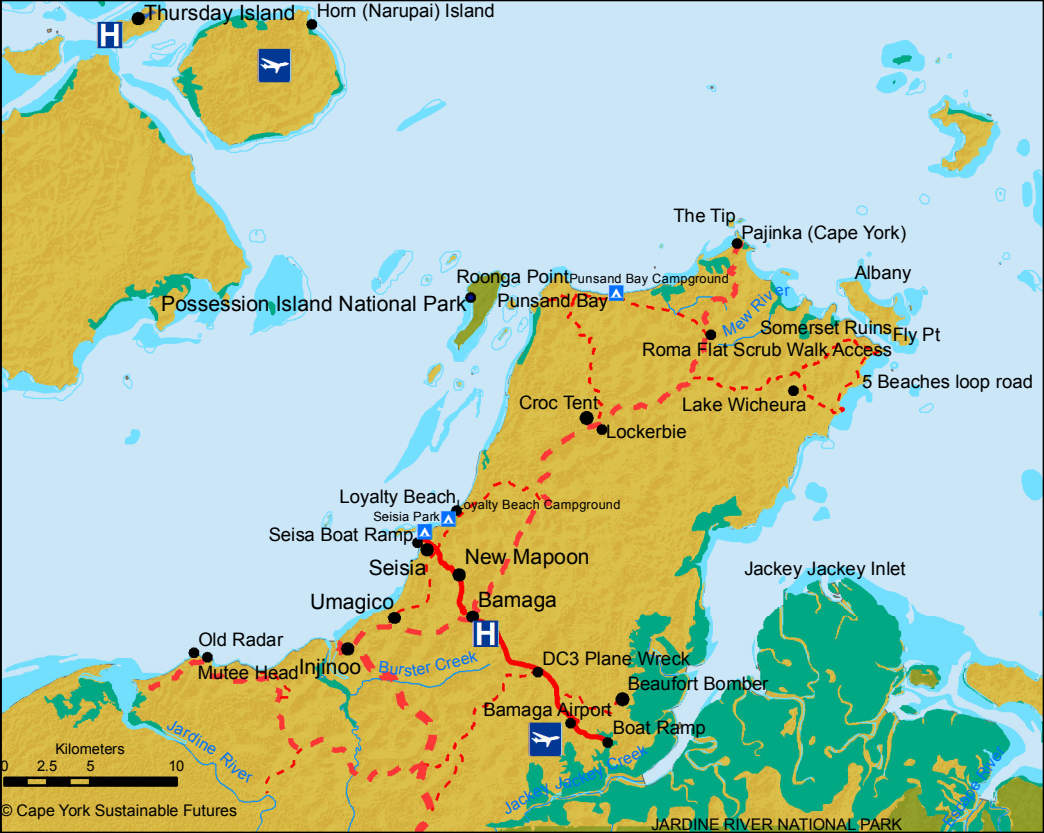 Thursday Island
Horn (Narupai) Island
H
The Tip
Pajinka (Cape York)
Albany
Roonga Point
Punsand Bay Campground
Possession Island National Park
Punsand Bay
Mew River
Somerset Ruins
Fly Pt
Roma Flat Scrub Walk Access
5 Beaches loop road
Croc Tent
Lake Wicheura
Lockerbie
Loyalty Beach
Loyalty Beach Campground
Seisia Park
Seisa Boat Ramp
New Mapoon
Seisia
Jackey Jackey Inlet
Umagico
Bamaga
H
Old Radar
Mutee Head
Injinoo
Burster Creek
DC3 Plane Wreck
Beaufort Bomber
Bamaga Airport
Boat Ramp
Jardine River
Jackey Jackey Creek
Escape River
Kilometers
0 2.5 5 10
© Cape York Sustainable Futures
JARDINE RIVER NATIONAL PARK